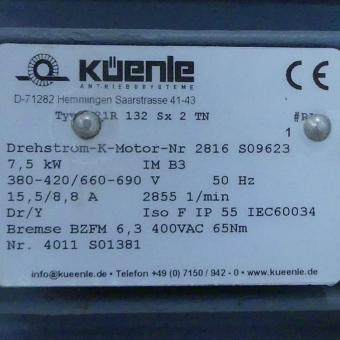 KÜENLE
ANTRIEBSSYSTEME
CE
D-71282 Hemmingen Saarstrasse 41-43
132 Sx 2 TN
1
Drehstrom-K-Motor-Nr 2816 S09623
7,5 kW IM B3
380-420/660-690 V 50 Hz
15,5/8,8 A 2855 1/min
Dr/Y Iso F IP 55 IEC60034
Bremse BZFM 6,3 400VAC 65Nm
Nr. 4011 S01381
info@kueenle.de • Telefon +49 (0) 7150 / 942 - 0 • www.kueenle.de